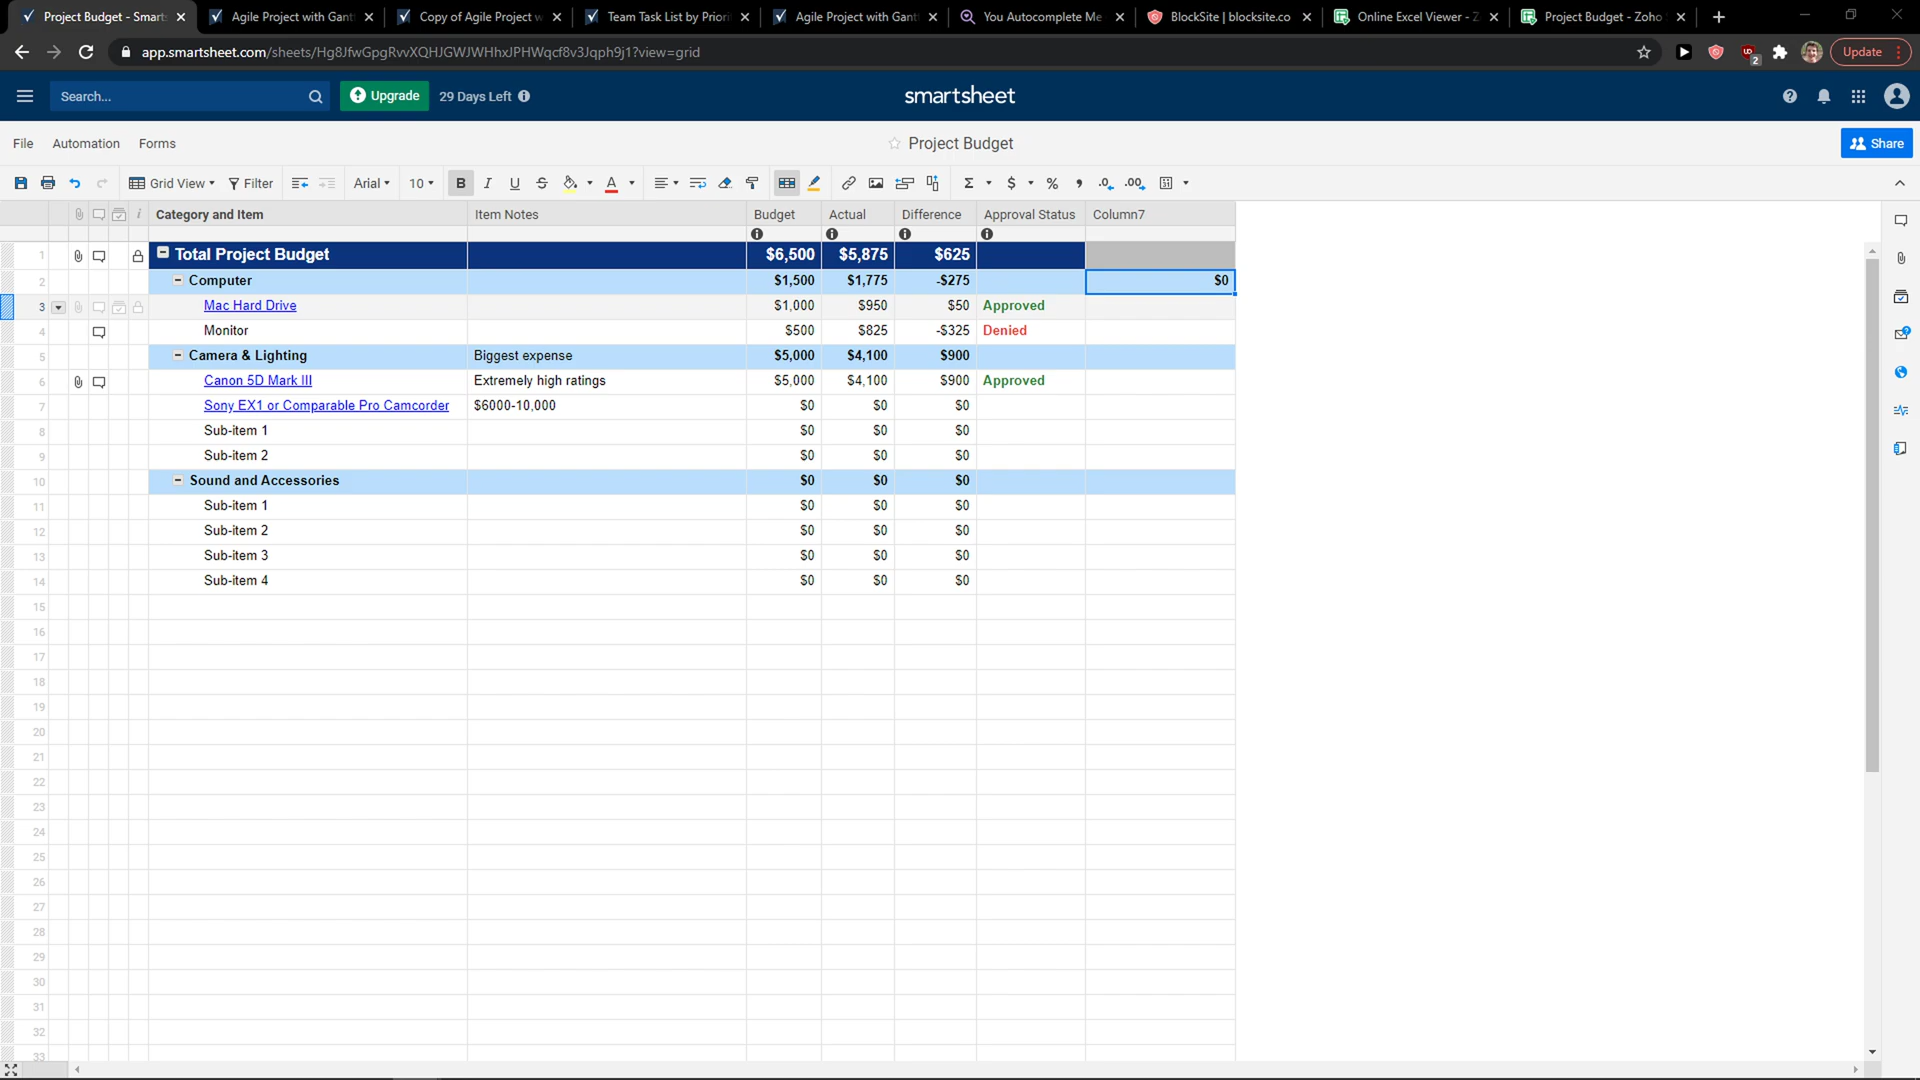 Project Budget - Smart
Agile Project with Gantt
Copy of Agile Project w
Team Task List by Priori
Agile Project with Gantt
You Autocomplete Me
BlockSite | blocksite.co
Online Excel Viewer - Z
Project Budget - Zoho
app.smartsheet.com/sheets/Hg8JfwGpgRvvXQHJGWJWHhxJPHWqcf8v3Jqph9j1?view=grid
2
Update
Search...
Upgrade
29 Days Left
smartsheet
File
Automation
Forms
Project Budget
Share
Grid View
Filter
Arial
10
B
I
U
S
A
Σ
$
%
,
.0
.00
Category and Item
Item Notes
Budget
Actual
Difference
Approval Status
Column7
1 Total Project Budget $6,500 $5,875 $625
2 Computer $1,500 $1,775 -$275 $0
3 Mac Hard Drive $1,000 $950 $50 Approved
4 Monitor $500 $825 -$325 Denied
5 Camera & Lighting Biggest expense $5,000 $4,100 $900
6 Canon 5D Mark III Extremely high ratings $5,000 $4,100 $900 Approved
7 Sony EX1 or Comparable Pro Camcorder $6000-10,000 $0 $0 $0
8 Sub-item 1 $0 $0 $0
9 Sub-item 2 $0 $0 $0
10 Sound and Accessories $0 $0 $0
11 Sub-item 1 $0 $0 $0
12 Sub-item 2 $0 $0 $0
13 Sub-item 3 $0 $0 $0
14 Sub-item 4 $0 $0 $0
15
16
17
18
19
20
21
22
23
24
25
26
27
28
29
30
31
32
33